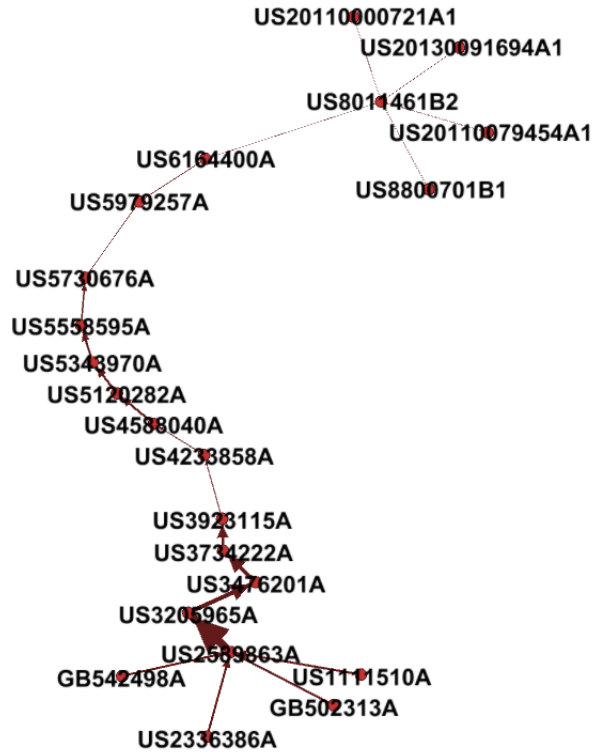 US20110000721A1
US20130091694A1
US8011461B2
US20110079454A1
US6164400A
US8800701B1
US5979257A
US5730676A
US5558595A
US5343970A
US5120282A
US4588040A
US4233858A
US3923115A
US3734222A
US3476201A
US3205965A
US2589863A
US1111510A
GB542498A
GB502313A
US2336386A